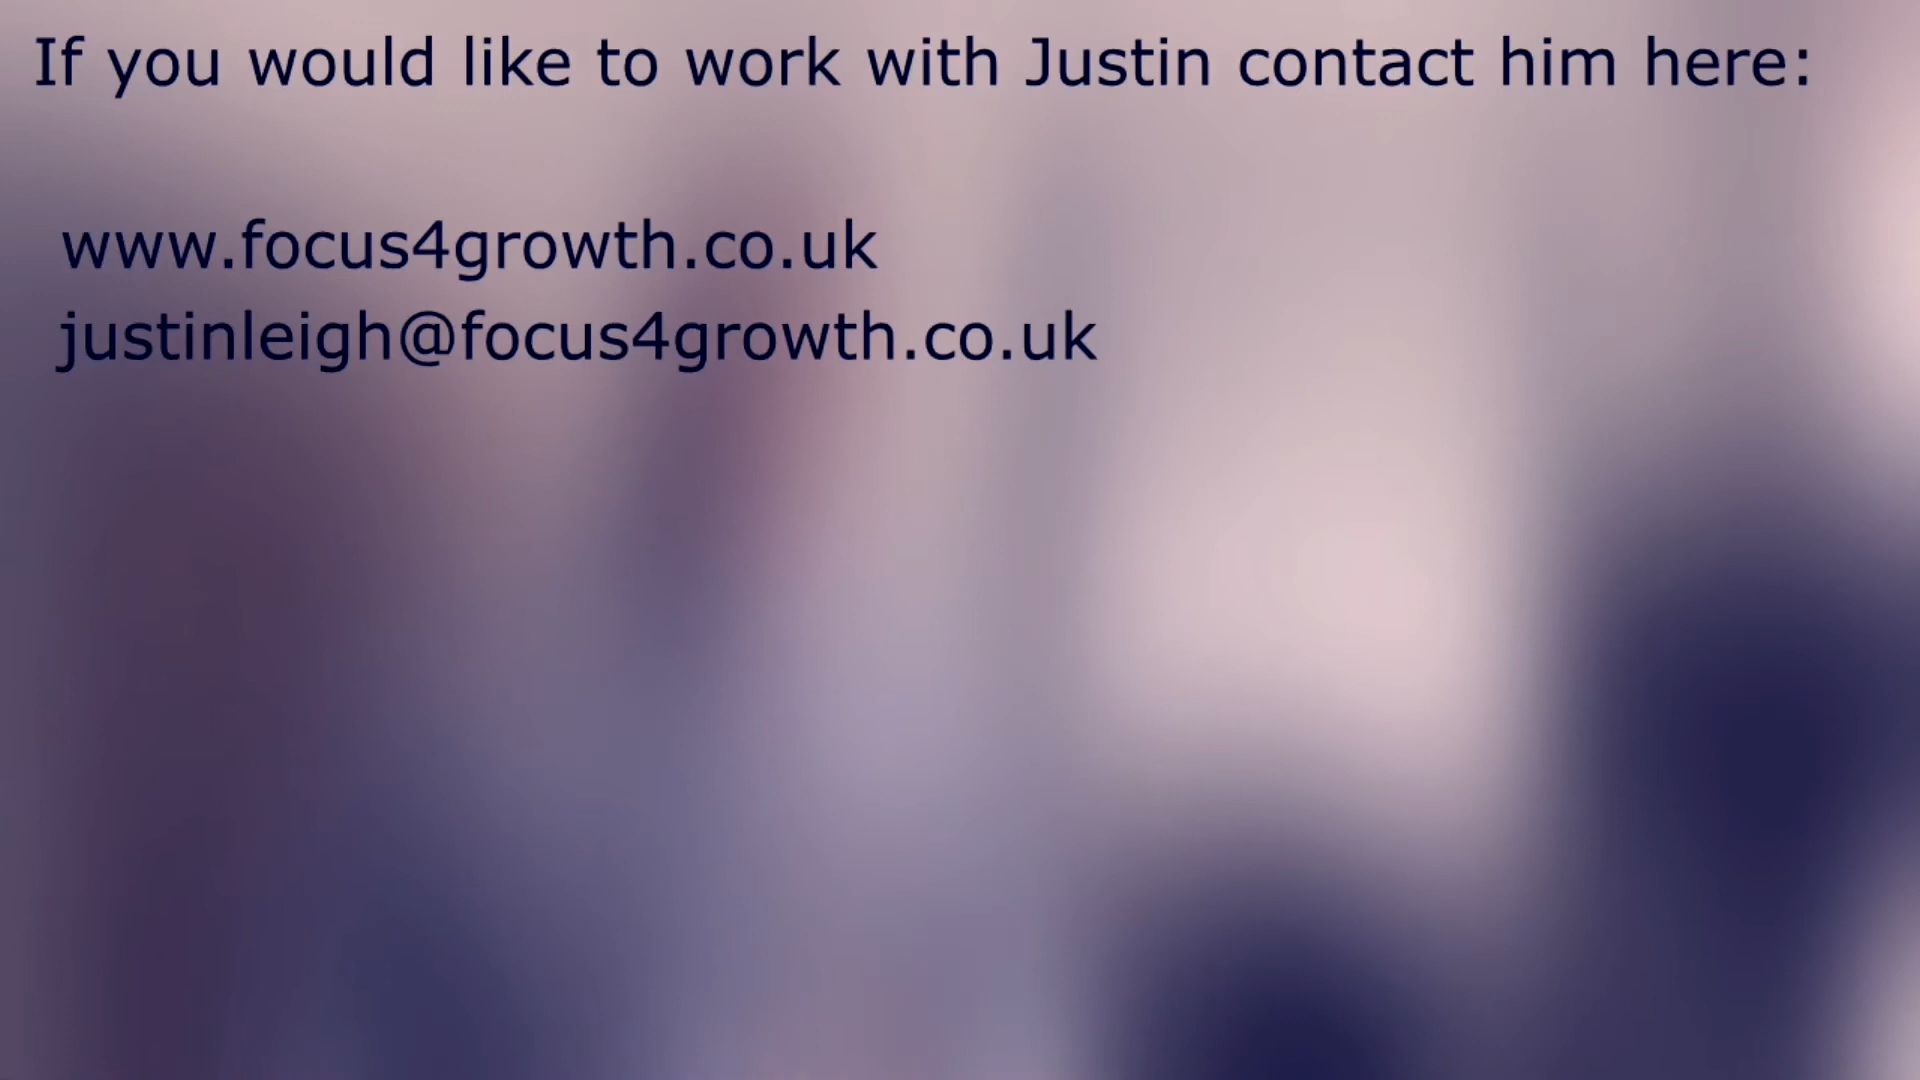 If you would like to work with Justin contact him here:
www.focus4growth.co.uk
justinleigh@focus4growth.co.uk